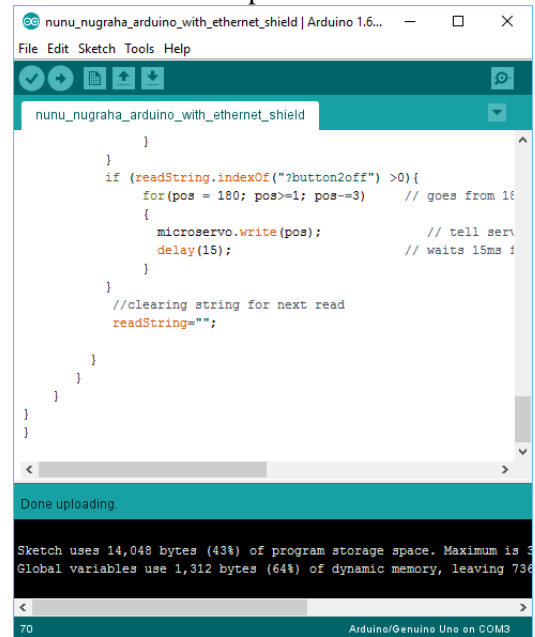 nunu_nugraha_arduino_with_ethernet_shield | Arduino 1.6...
File Edit Sketch Tools Help
nunu_nugraha_arduino_with_ethernet_shield
}
}
if (readString.indexOf("?button2off") >0){
for(pos = 180; pos>=1; pos-=3) // goes from 18
{
microservo.write(pos); // tell serv
delay(15); // waits 15ms f
}
}
//clearing string for next read
readString="";
}
}
}
}
}
Done uploading.
Sketch uses 14,048 bytes (43%) of program storage space. Maximum is 3
Global variables use 1,312 bytes (64%) of dynamic memory, leaving 736
70 Arduino/Genuino Uno on COM3